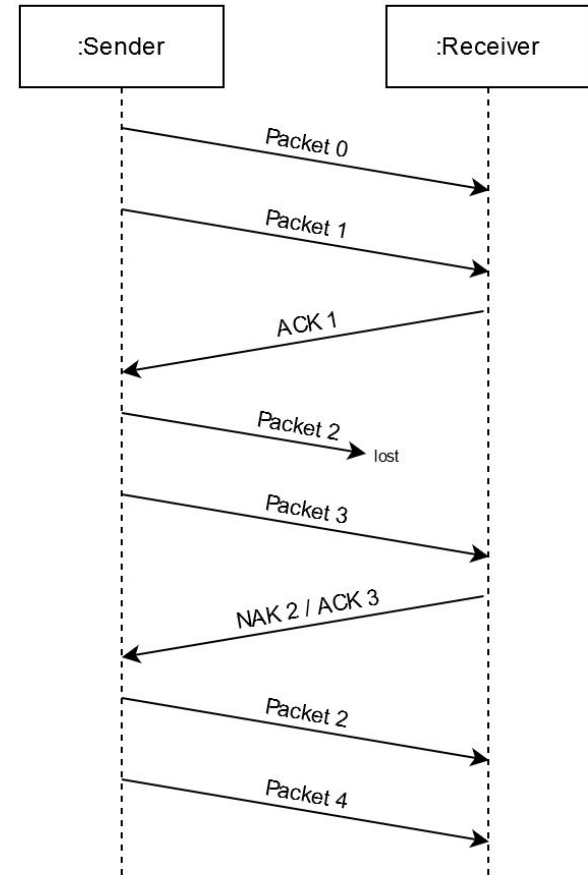 :Sender
:Receiver
Packet 0
Packet 1
ACK 1
Packet 2
lost
Packet 3
NAK 2 / ACK 3
Packet 2
Packet 4